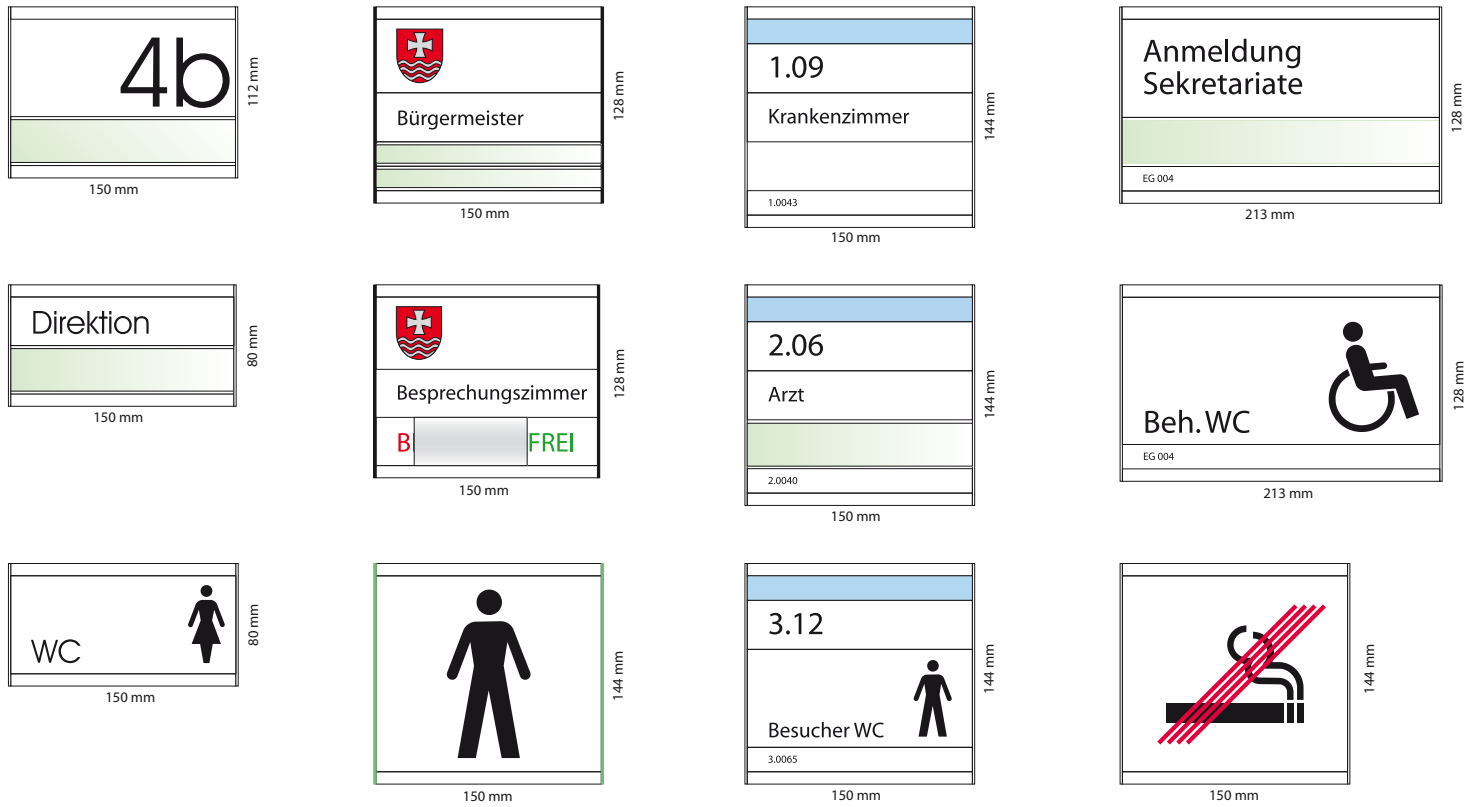 4b
112 mm
150 mm
Bürgermeister
128 mm
150 mm
1.09
Krankenzimmer
1.0043
144 mm
150 mm
Anmeldung
Sekretariate
EG 004
128 mm
213 mm
Direktion
80 mm
150 mm
Besprechungszimmer
B FREI
128 mm
150 mm
2.06
Arzt
2.0040
144 mm
150 mm
Beh. WC
EG 004
128 mm
213 mm
WC
80 mm
150 mm
144 mm
150 mm
3.12
Besucher WC
3.0065
144 mm
150 mm
144 mm
150 mm